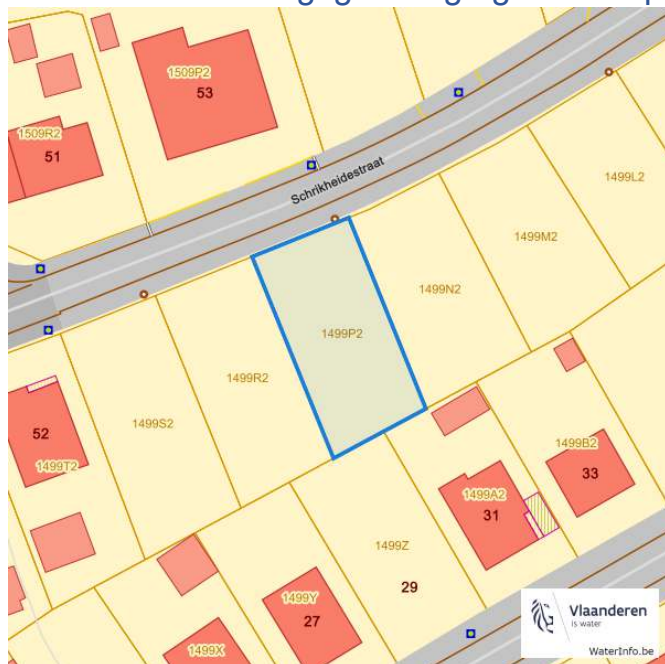 1509P2
53
1509R2
51
Schrikheidestraat
1499L2
1499M2
1499N2
1499P2
1499R2
1499S2
52
1499T2
1499B2
33
1499A2
31
1499Z
29
1499Y
27
1499X
Vlaanderen
is water
WaterInfo.be